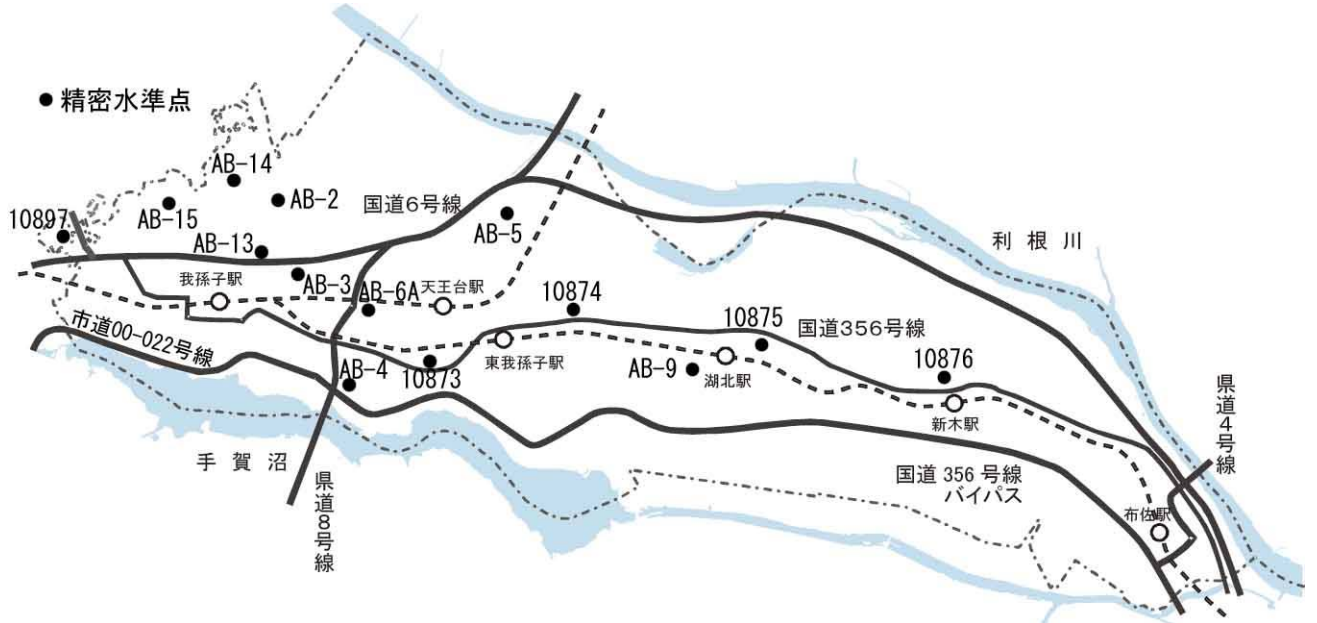 ● 精密水準点
AB-14
AB-2
AB-15
10897
AB-13
国道6号線
AB-5
利根川
我孫子駅
AB-3
AB-6A
天王台駅
10874
10875
国道356号線
市道00-022号線
AB-4
10873
東我孫子駅
AB-9
湖北駅
10876
新木駅
手賀沼
県道8号線
国道356号線
バイパス
県道4号線
布佐駅